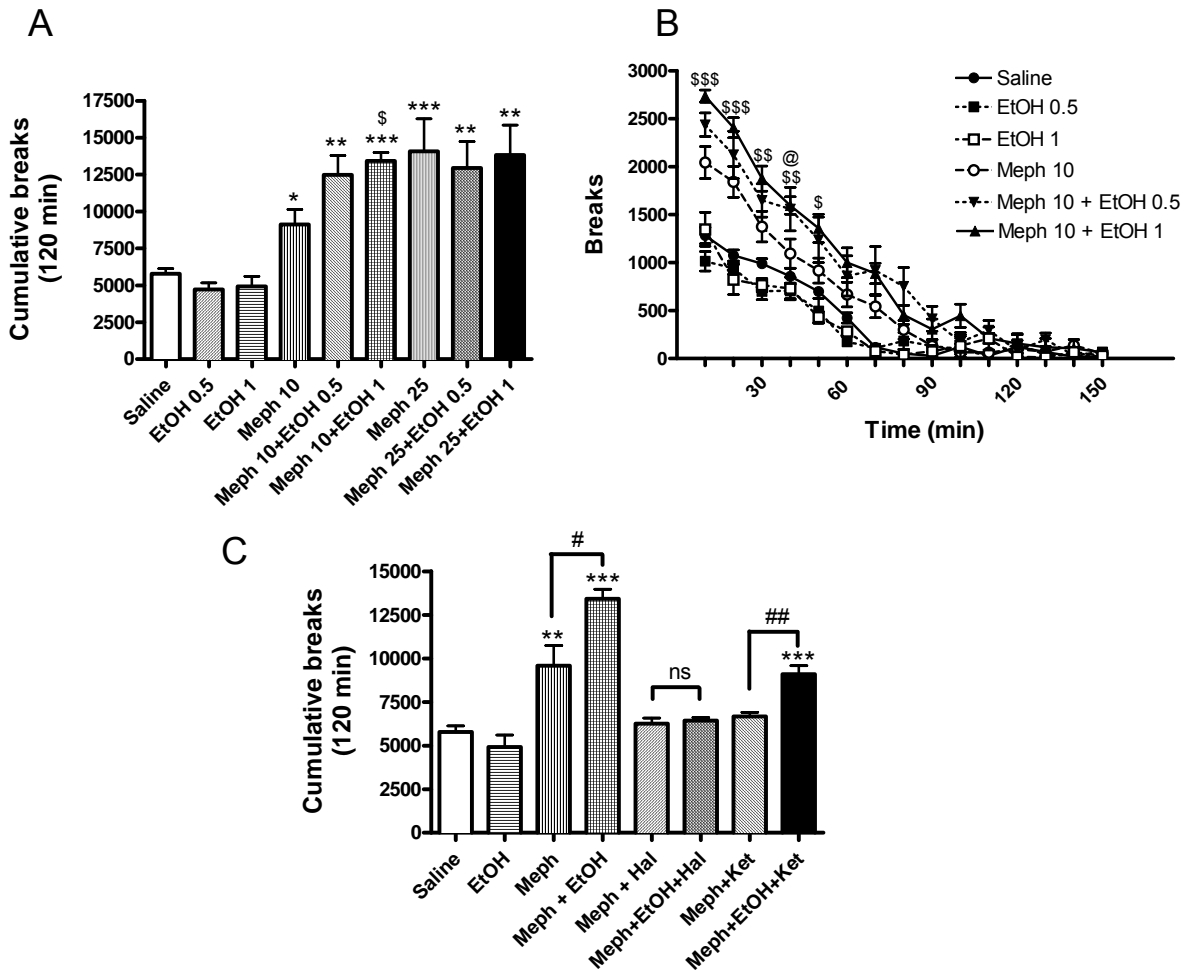 A
Cumulative breaks
(120 min)
17500
15000
12500
10000
7500
5000
2500
0
*
**
$
***
***
**
**
Saline
EtOH 0.5
EtOH 1
Meph 10
Meph 10+EtOH 0.5
Meph 10+EtOH 1
Meph 25
Meph 25+EtOH 0.5
Meph 25+EtOH 1
B
Breaks
3000
2500
2000
1500
1000
500
0
$$$
$$$
$$
@
$$
$
Saline
EtOH 0.5
EtOH 1
Meph 10
Meph 10 + EtOH 0.5
Meph 10 + EtOH 1
30
60
90
120
150
Time (min)
C
Cumulative breaks
(120 min)
15000
12500
10000
7500
5000
2500
0
#
**
***
ns
##
***
Saline
EtOH
Meph
Meph + EtOH
Meph + Hal
Meph+EtOH+Hal
Meph+Ket
Meph+EtOH+Ket